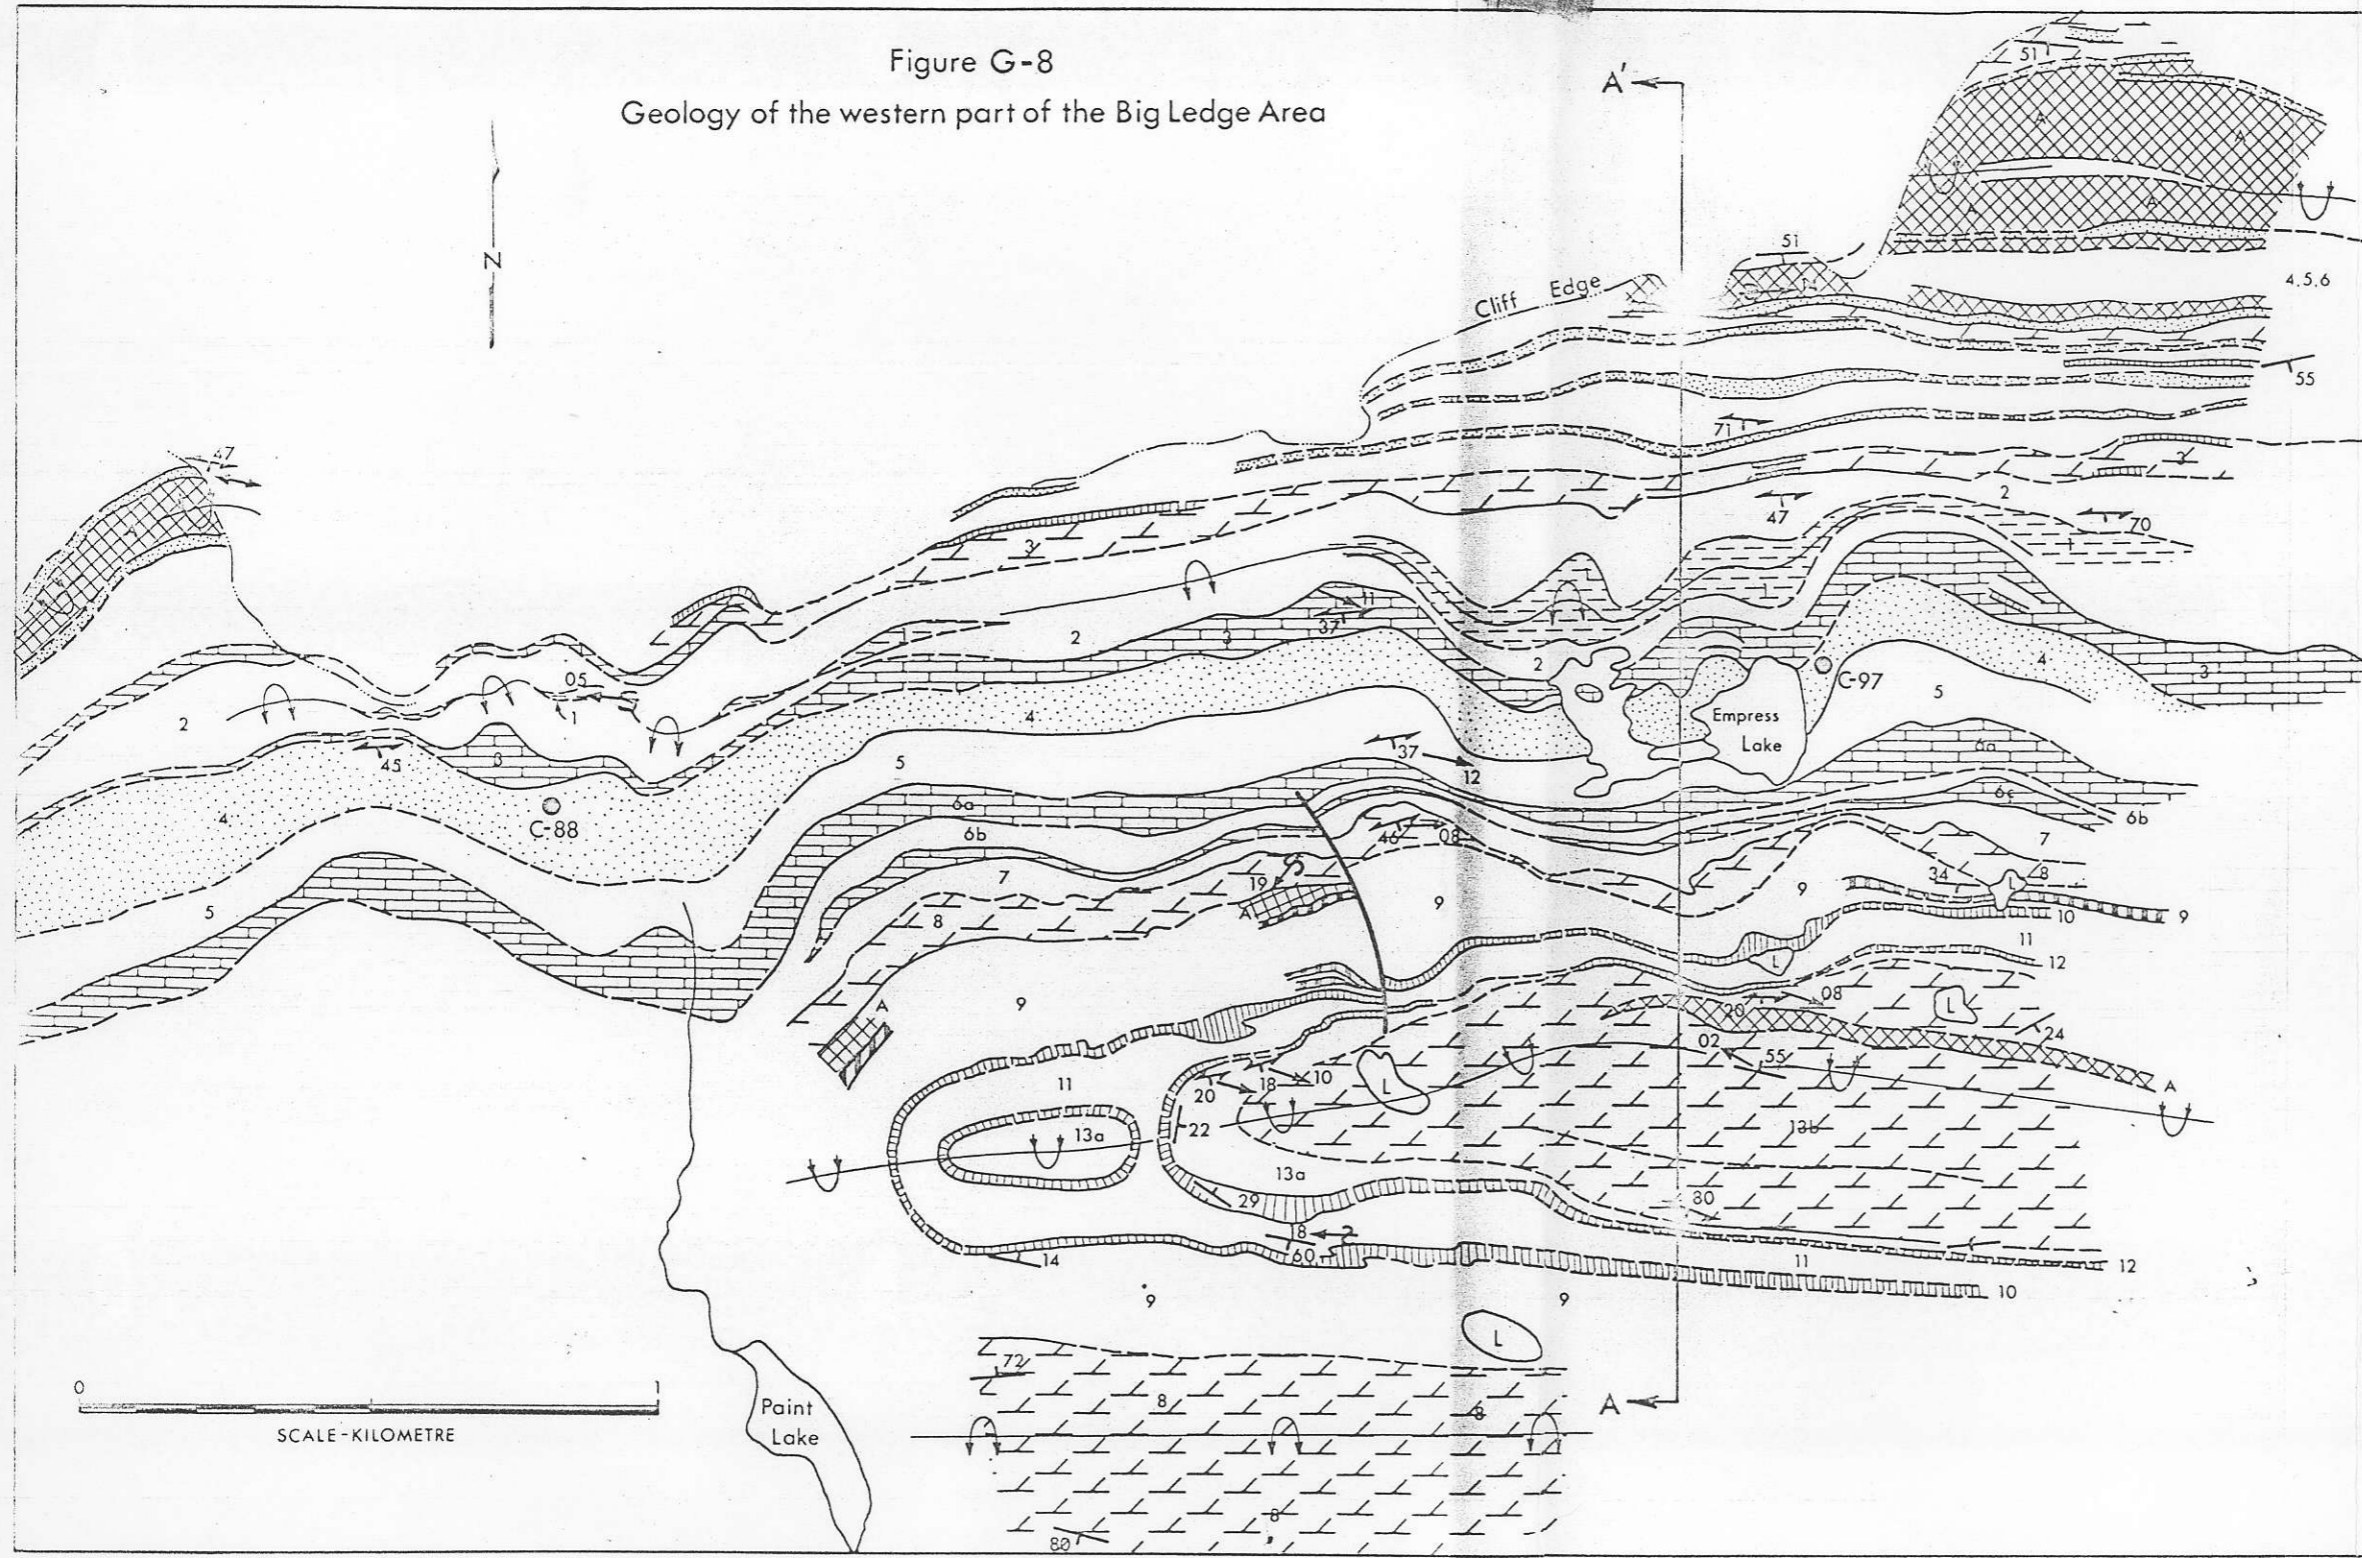 Figure G-8
Geology of the western part of the Big Ledge Area
A'
N
51
A
A
A
A
51
4,5,6
Cliff Edge
55
71
47
3
3
2
47
70
1
3
11
37
2
3
2
1
4
3
C-97
5
Empress
Lake
05
1
2
45
3
4
4
5
37
12
6a
6c
6b
C-88
6a
6b
46
08
7
7
19
A
8
34
8
L
9
9
9
10
5
8
11
12
L
A
9
08
20
L
24
02
55
A
11
20
18
10
L
13a
22
13b
13a
29
80
18
60
14
11
12
10
9
9
L
72
8
8
0
1
SCALE-KILOMETRE
Paint
Lake
A
8
80